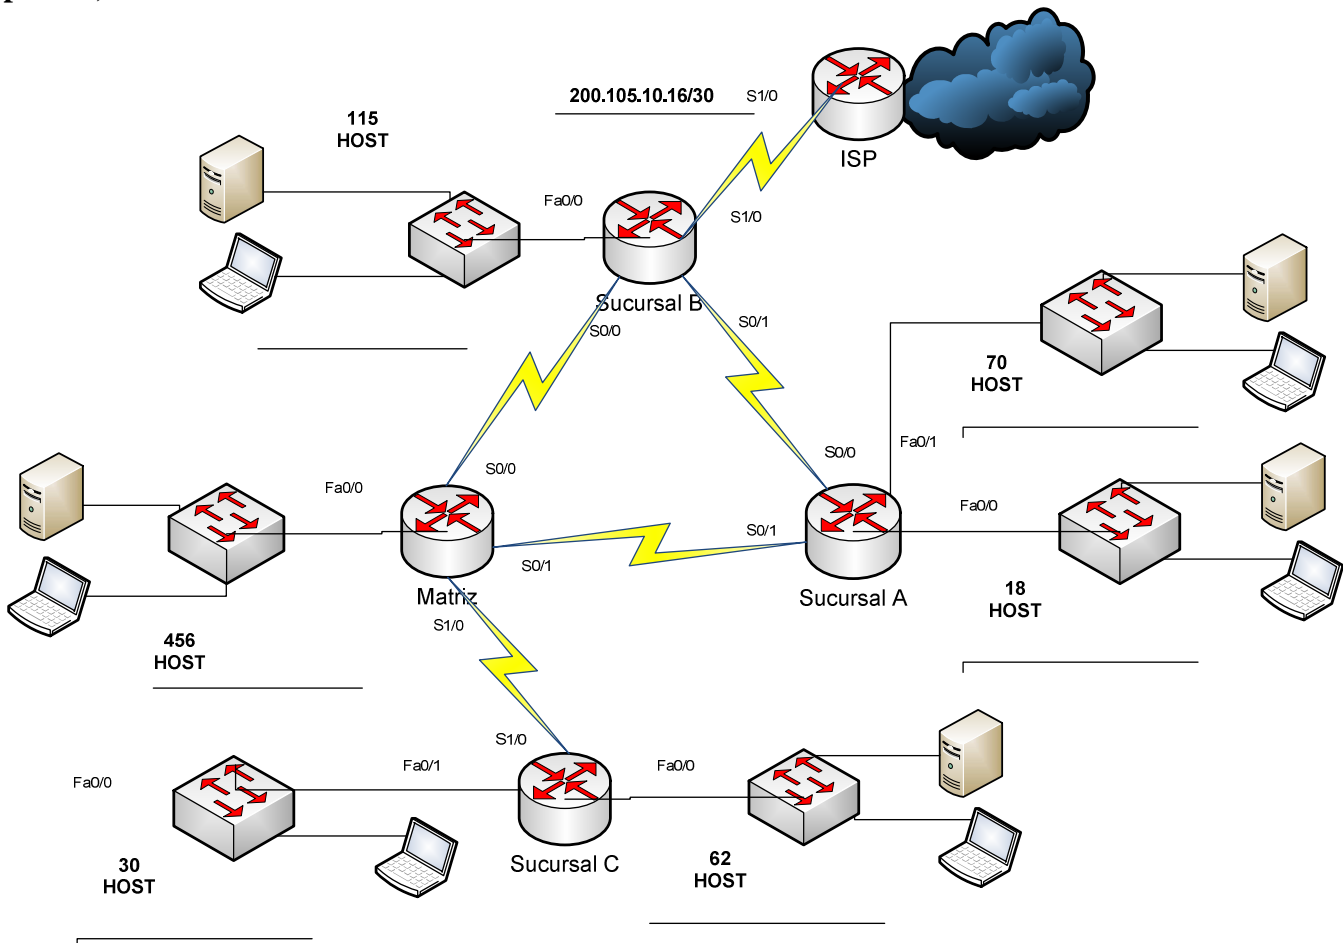 200.105.10.16/30
S1/0
115
HOST
ISP
Fa0/0
S1/0
Sucursal B
S0/0
S0/1
70
HOST
Fa0/1
S0/0
S0/0
Fa0/0
Fa0/0
S0/1
S0/1
Matriz
Sucursal A
18
HOST
S1/0
456
HOST
S1/0
Fa0/1
Fa0/0
Fa0/0
Sucursal C
30
HOST
62
HOST